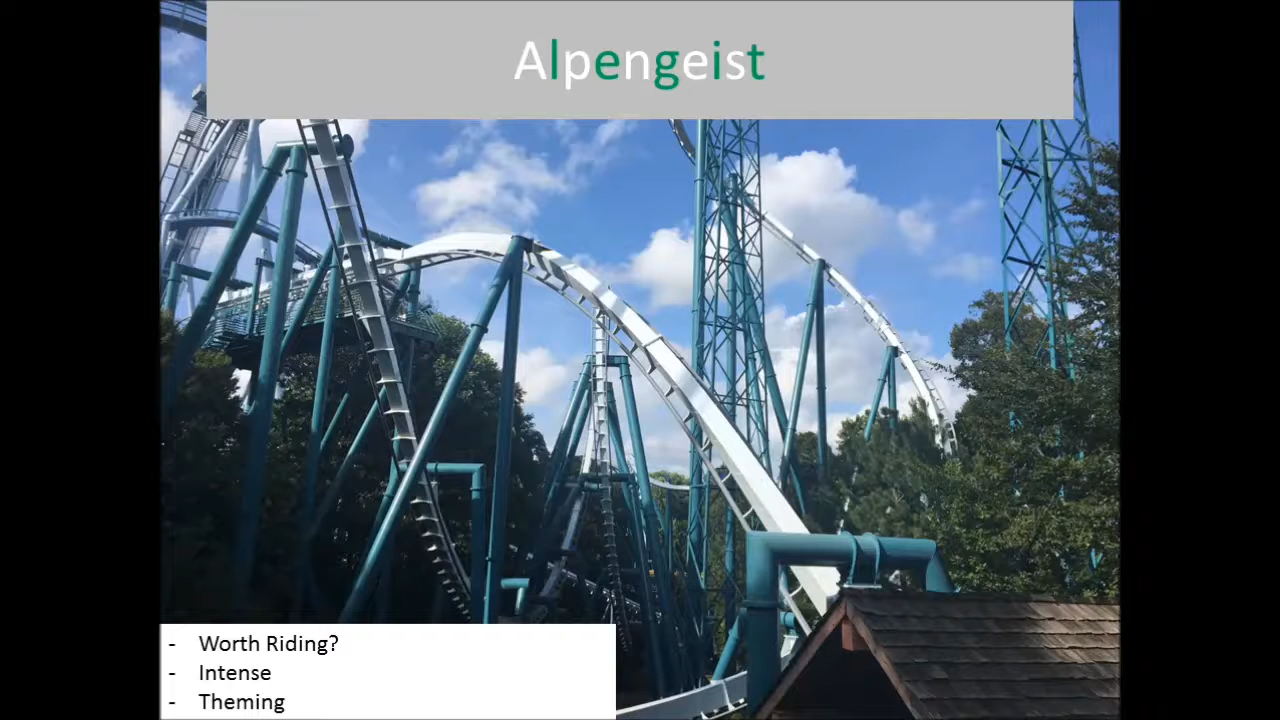 Alpengeist
- Worth Riding?
- Intense
- Theming